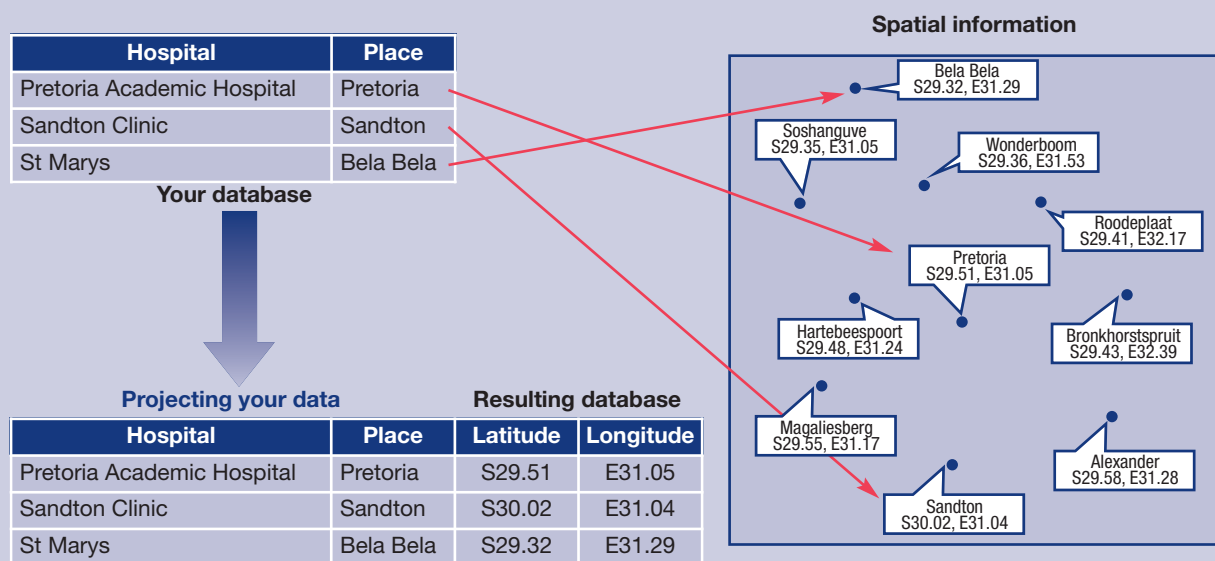 Hospital Place
Pretoria Academic Hospital Pretoria
Sandton Clinic Sandton
St Marys Bela Bela
Your database
Projecting your data
Resulting database
Hospital Place Latitude Longitude
Pretoria Academic Hospital Pretoria S29.51 E31.05
Sandton Clinic Sandton S30.02 E31.04
St Marys Bela Bela S29.32 E31.29
Spatial information
Bela Bela
S29.32, E31.29
Soshanguve
S29.35, E31.05
Wonderboom
S29.36, E31.53
Roodeplaat
S29.41, E32.17
Pretoria
S29.51, E31.05
Hartebeespoort
S29.48, E31.24
Bronkhorstspruit
S29.43, E32.39
Magaliesberg
S29.55, E31.17
Alexander
S29.58, E31.28
Sandton
S30.02, E31.04